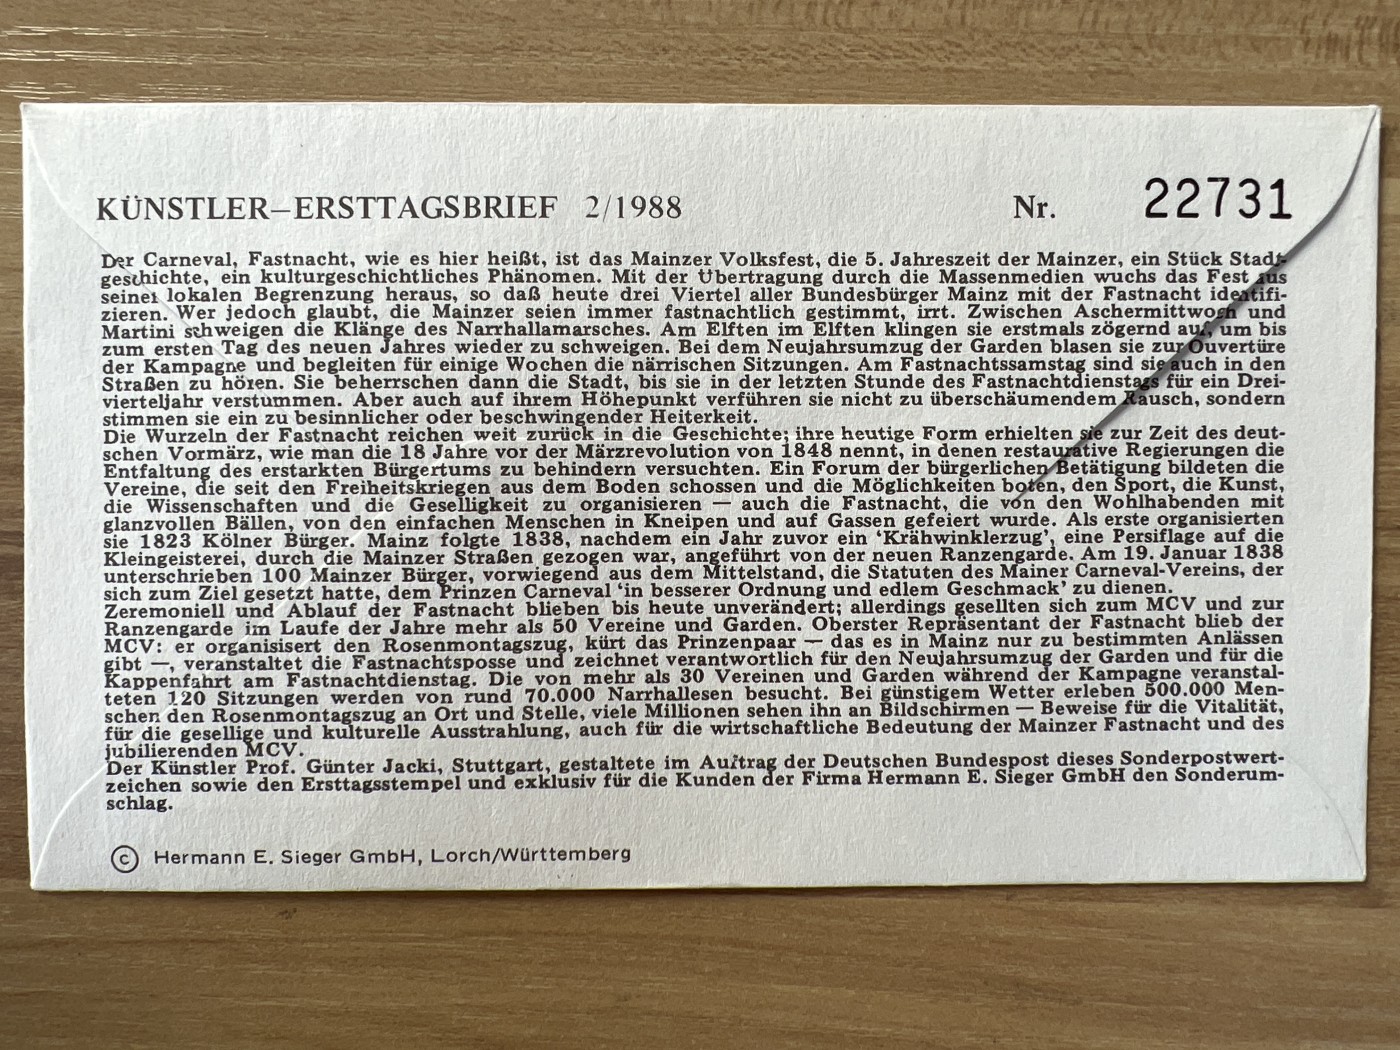 KÜNSTLER–ERSTTAGSBRIEF 2/1988 Nr. 22731
Der Carneval, Fastnacht, wie es hier heißt, ist das Mainzer Volksfest, die 5. Jahreszeit der Mainzer, ein Stück Stadt-
geschichte, ein kulturgeschichtliches Phänomen. Mit der Übertragung durch die Massenmedien wuchs das Fest aus
seiner lokalen Begrenzung heraus, so daß heute drei Viertel aller Bundesbürger Mainz mit der Fastnacht identifi-
zieren. Wer jedoch glaubt, die Mainzer seien immer fastnachtlich gestimmt, irrt. Zwischen Aschermittwoch und
Martini schweigen die Klänge des Narrhallamarsches. Am Elften im Elften klingen sie erstmals zögernd auf, um bis
zum ersten Tag des neuen Jahres wieder zu schweigen. Bei dem Neujahrsumzug der Garden blasen sie zur Ouvertüre
der Kampagne und begleiten für einige Wochen die närrischen Sitzungen. Am Fastnachtssamstag sind sie auch in den
Straßen zu hören. Sie beherrschen dann die Stadt, bis sie in der letzten Stunde des Fastnachtdienstags für ein Drei-
vierteljahr verstummen. Aber auch auf ihrem Höhepunkt verführen sie nicht zu überschäumendem Rausch, sondern
stimmen sie ein zu besinnlicher oder beschwingender Heiterkeit.
Die Wurzeln der Fastnacht reichen weit zurück in die Geschichte; ihre heutige Form erhielten sie zur Zeit des deut-
schen Vormärz, wie man die 18 Jahre vor der Märzrevolution von 1848 nennt, in denen restaurative Regierungen die
Entfaltung des erstarkten Bürgertums zu behindern versuchten. Ein Forum der bürgerlichen Betätigung bildeten die
Vereine, die seit den Freiheitskriegen aus dem Boden schossen und die Möglichkeiten boten, den Sport, die Kunst,
die Wissenschaften und die Geselligkeit zu organisieren — auch die Fastnacht, die von den Wohlhabenden mit
glanzvollen Bällen, von den einfachen Menschen in Kneipen und auf Gassen gefeiert wurde. Als erste organisierten
sie 1823 Kölner Bürger. Mainz folgte 1838, nachdem ein Jahr zuvor ein ‘Krähwinklerzug’, eine Persiflage auf die
Kleingeisterei, durch die Mainzer Straßen gezogen war, angeführt von der neuen Ranzengarde. Am 19. Januar 1838
unterschrieben 100 Mainzer Bürger, vorwiegend aus dem Mittelstand, die Statuten des Mainer Carneval-Vereins, der
sich zum Ziel gesetzt hatte, dem Prinzen Carneval ‘in besserer Ordnung und edlem Geschmack’ zu dienen.
Zeremoniell und Ablauf der Fastnacht blieben bis heute unverändert; allerdings gesellten sich zum MCV und zur
Ranzengarde im Laufe der Jahre mehr als 50 Vereine und Garden. Oberster Repräsentant der Fastnacht blieb der
MCV: er organisiert den Rosenmontagszug, kürt das Prinzenpaar — das es in Mainz nur zu bestimmten Anlässen
gibt —, veranstaltet die Fastnachtsposse und zeichnet verantwortlich für den Neujahrsumzug der Garden und für die
Kappenfahrt am Fastnachtdienstag. Die von mehr als 30 Vereinen und Garden während der Kampagne veranstal-
teten 120 Sitzungen werden von rund 70.000 Narrhallesen besucht. Bei günstigem Wetter erleben 500.000 Men-
schen den Rosenmontagszug an Ort und Stelle, viele Millionen sehen ihn an Bildschirmen — Beweise für die Vitalität,
für die gesellige und kulturelle Ausstrahlung, auch für die wirtschaftliche Bedeutung der Mainzer Fastnacht und des
jubilierenden MCV.
Der Künstler Prof. Günter Jacki, Stuttgart, gestaltete im Auftrag der Deutschen Bundespost dieses Sonderpostwert-
zeichen sowie den Ersttagsstempel und exklusiv für die Kunden der Firma Hermann E. Sieger GmbH den Sonderum-
schlag.
© Hermann E. Sieger GmbH, Lorch/Württemberg